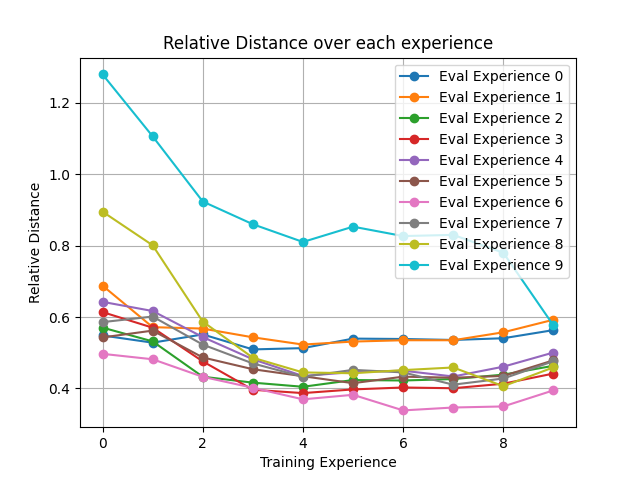 Relative Distance over each experience
Eval Experience 0
Eval Experience 1
Eval Experience 2
Eval Experience 3
Eval Experience 4
Eval Experience 5
Eval Experience 6
Eval Experience 7
Eval Experience 8
Eval Experience 9
Relative Distance
1.2
1.0
0.8
0.6
0.4
0 2 4 6 8
Training Experience